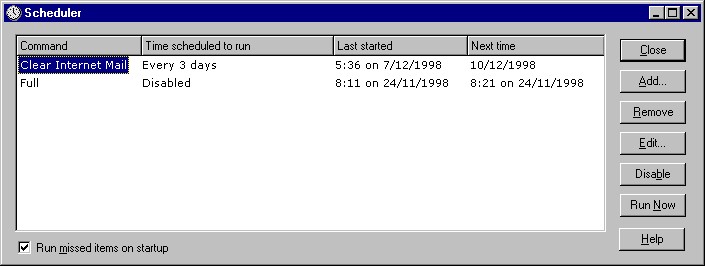 Scheduler
Command Time scheduled to run Last started Next time
Clear Internet Mail Every 3 days 5:36 on 7/12/1998 10/12/1998
Full Disabled 8:11 on 24/11/1998 8:21 on 24/11/1998
Close
Add...
Remove
Edit...
Disable
Run Now
Help
Run missed items on startup